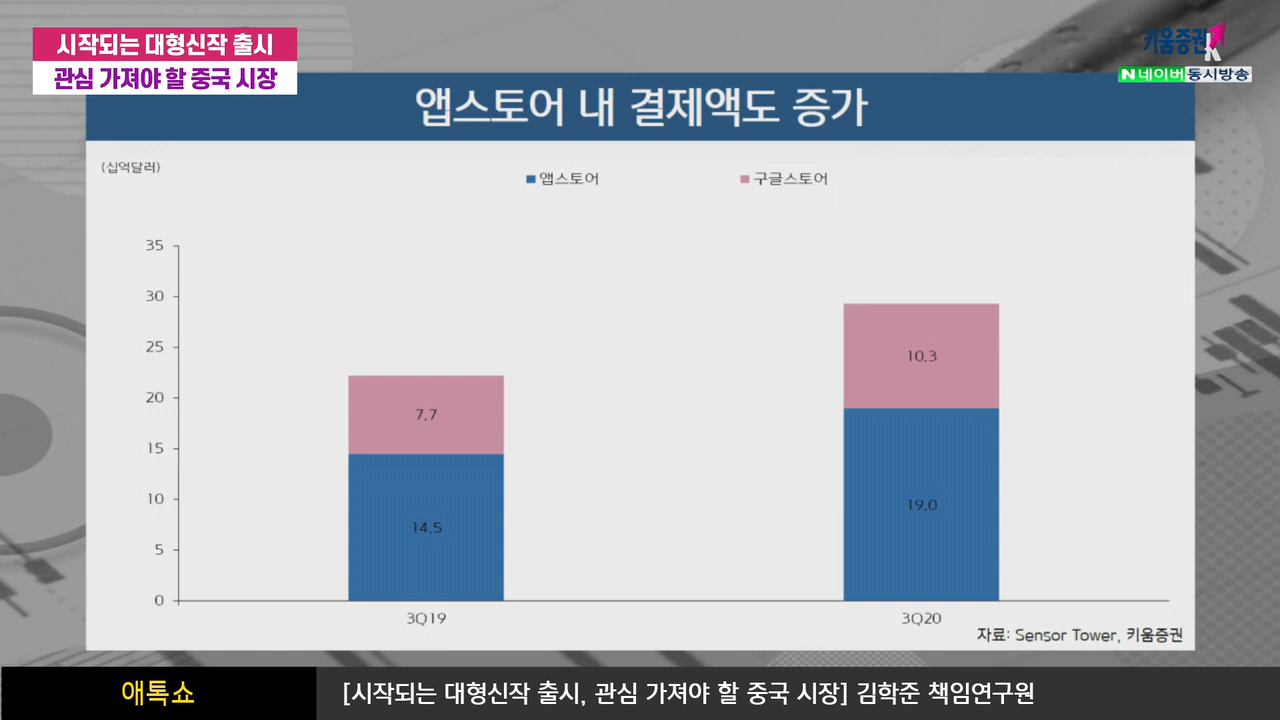 시작되는 대형신작 출시
관심 가져야 할 중국 시장
키움증권
N 네이버 동시방송
앱스토어 내 결제액도 증가
(십억달러)
앱스토어 구글스토어
35
30
25
20
15
10
5
0
7.7
14.5
10.3
19.0
3Q19 3Q20
자료: Sensor Tower, 키움증권
애톡쇼
[시작되는 대형신작 출시, 관심 가져야 할 중국 시장] 김학준 책임연구원